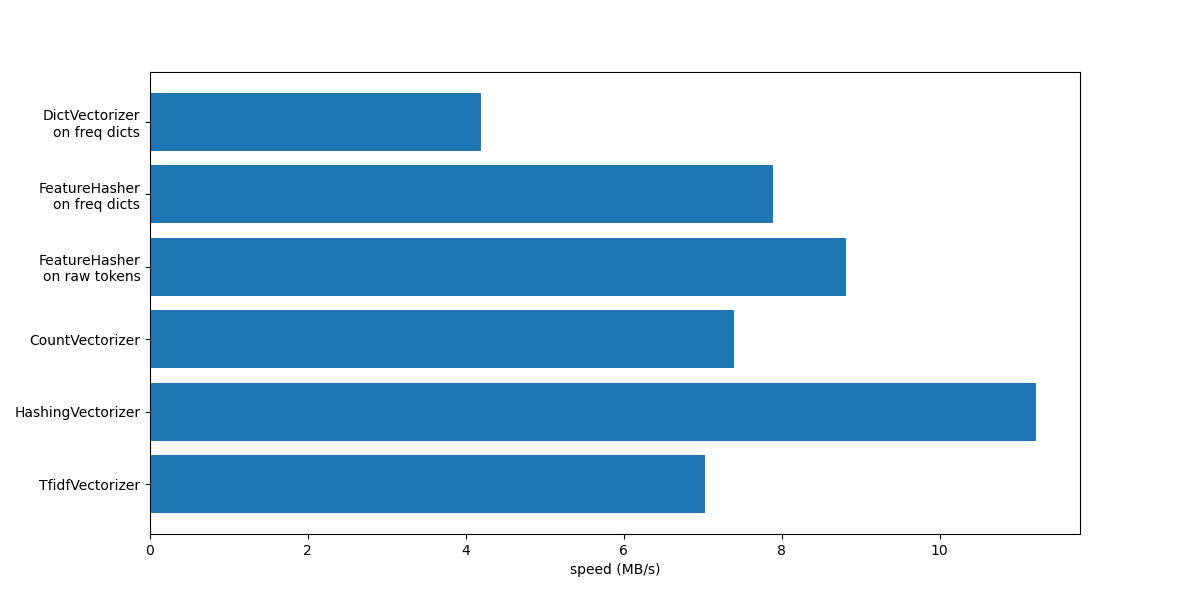 DictVectorizer
on freq dicts
FeatureHasher
on freq dicts
FeatureHasher
on raw tokens
CountVectorizer
HashingVectorizer
TfidfVectorizer
0 2 4 6 8 10
speed (MB/s)